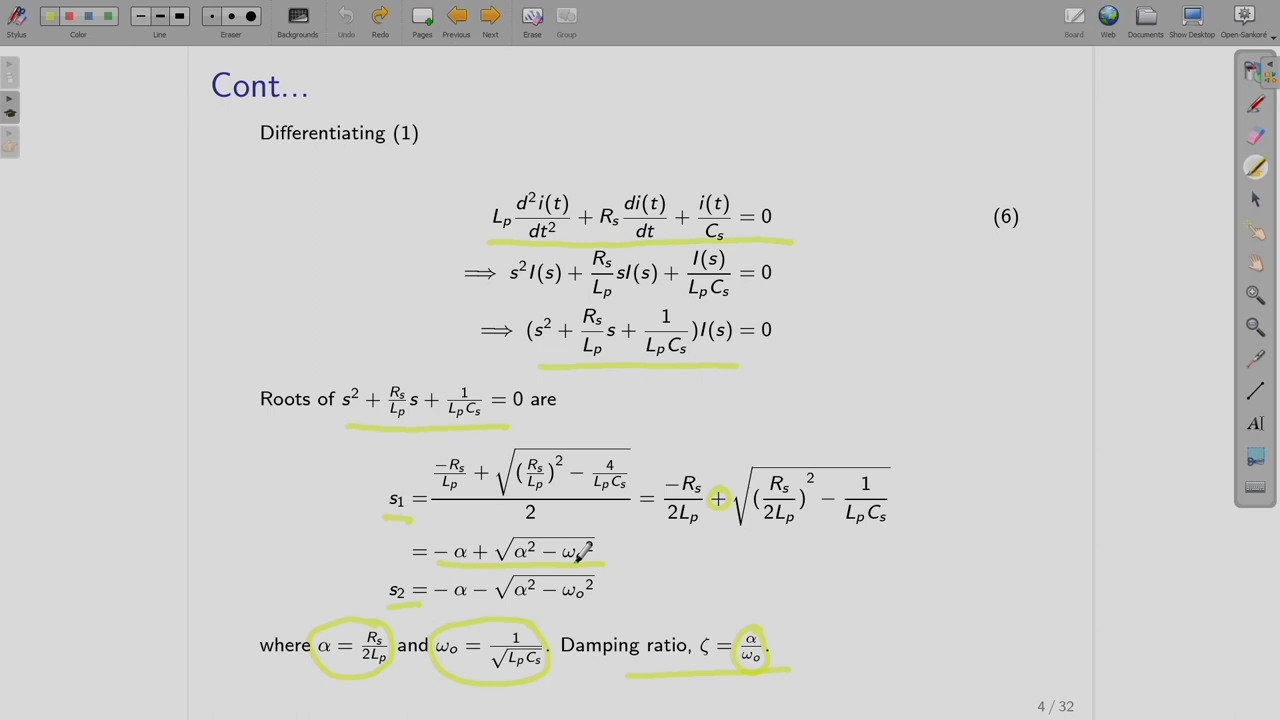 Stylus Color Line Eraser Backgrounds Undo Redo Pages Previous Next Erase Group Board Web Documents Show Desktop Open-Sankoré
Cont...
Differentiating (1)
L_p d²i(t)/dt² + R_s di(t)/dt + i(t)/C_s = 0 (6)
⟹ s²I(s) + R_s/L_p sI(s) + I(s)/L_pC_s = 0
⟹ (s² + R_s/L_p s + 1/L_pC_s)I(s) = 0
Roots of s² + R_s/L_p s + 1/L_pC_s = 0 are
s₁ = (−R_s/L_p + √((R_s/L_p)² − 4/L_pC_s))/2 = −R_s/2L_p + √((R_s/2L_p)² − 1/L_pC_s)
= − α + √(α² − ω_o²)
s₂ = − α − √(α² − ω_o²)
where α = R_s/2L_p and ω_o = 1/√(L_pC_s). Damping ratio, ζ = α/ω_o.
4 / 32